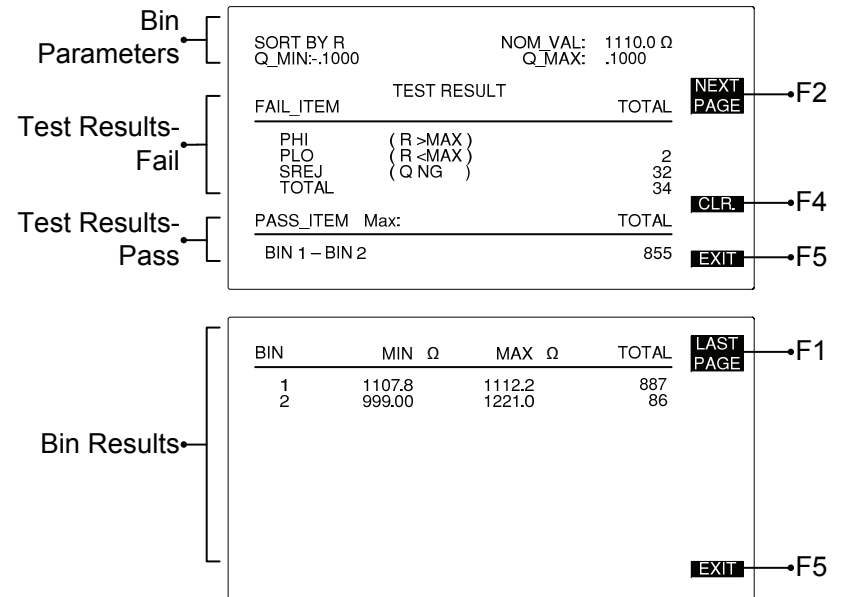 Bin
Parameters
SORT BY R NOM_VAL: 1110.0 Ω
Q_MIN:-.1000 Q_MAX: .1000
TEST RESULT
NEXT
PAGE
F2
Test Results-
Fail
FAIL_ITEM TOTAL
PHI ( R >MAX )
PLO ( R <MAX ) 2
SREJ ( Q NG ) 32
TOTAL 34
CLR.
F4
Test Results-
Pass
PASS_ITEM Max: TOTAL
BIN 1 – BIN 2 855
EXIT
F5
Bin Results
BIN MIN Ω MAX Ω TOTAL
1 1107.8 1112.2 887
2 999.00 1221.0 86
LAST
PAGE
F1
EXIT
F5